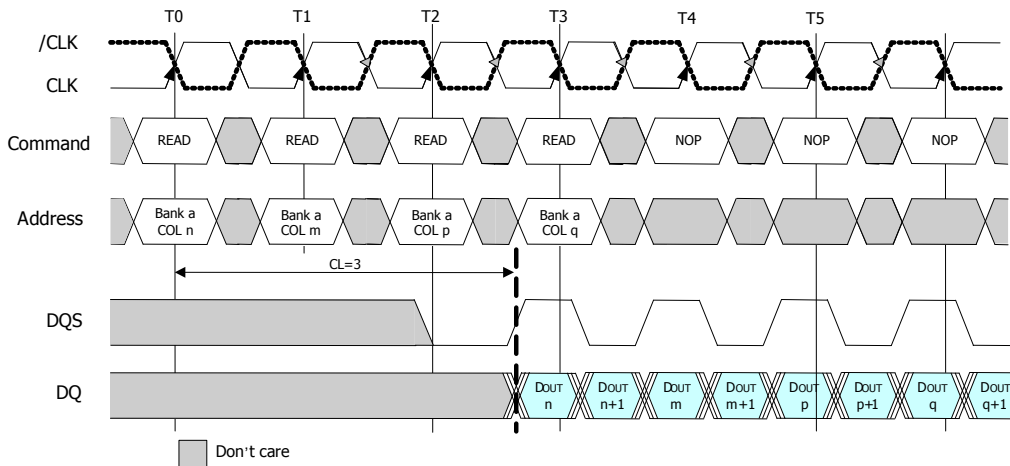 T0 T1 T2 T3 T4 T5
/CLK
CLK
Command READ READ READ READ NOP NOP NOP
Address Bank a COL n Bank a COL m Bank a COL p Bank a COL q
CL=3
DQS
DQ DOUT n DOUT n+1 DOUT m DOUT m+1 DOUT p DOUT p+1 DOUT q DOUT q+1
Don't care